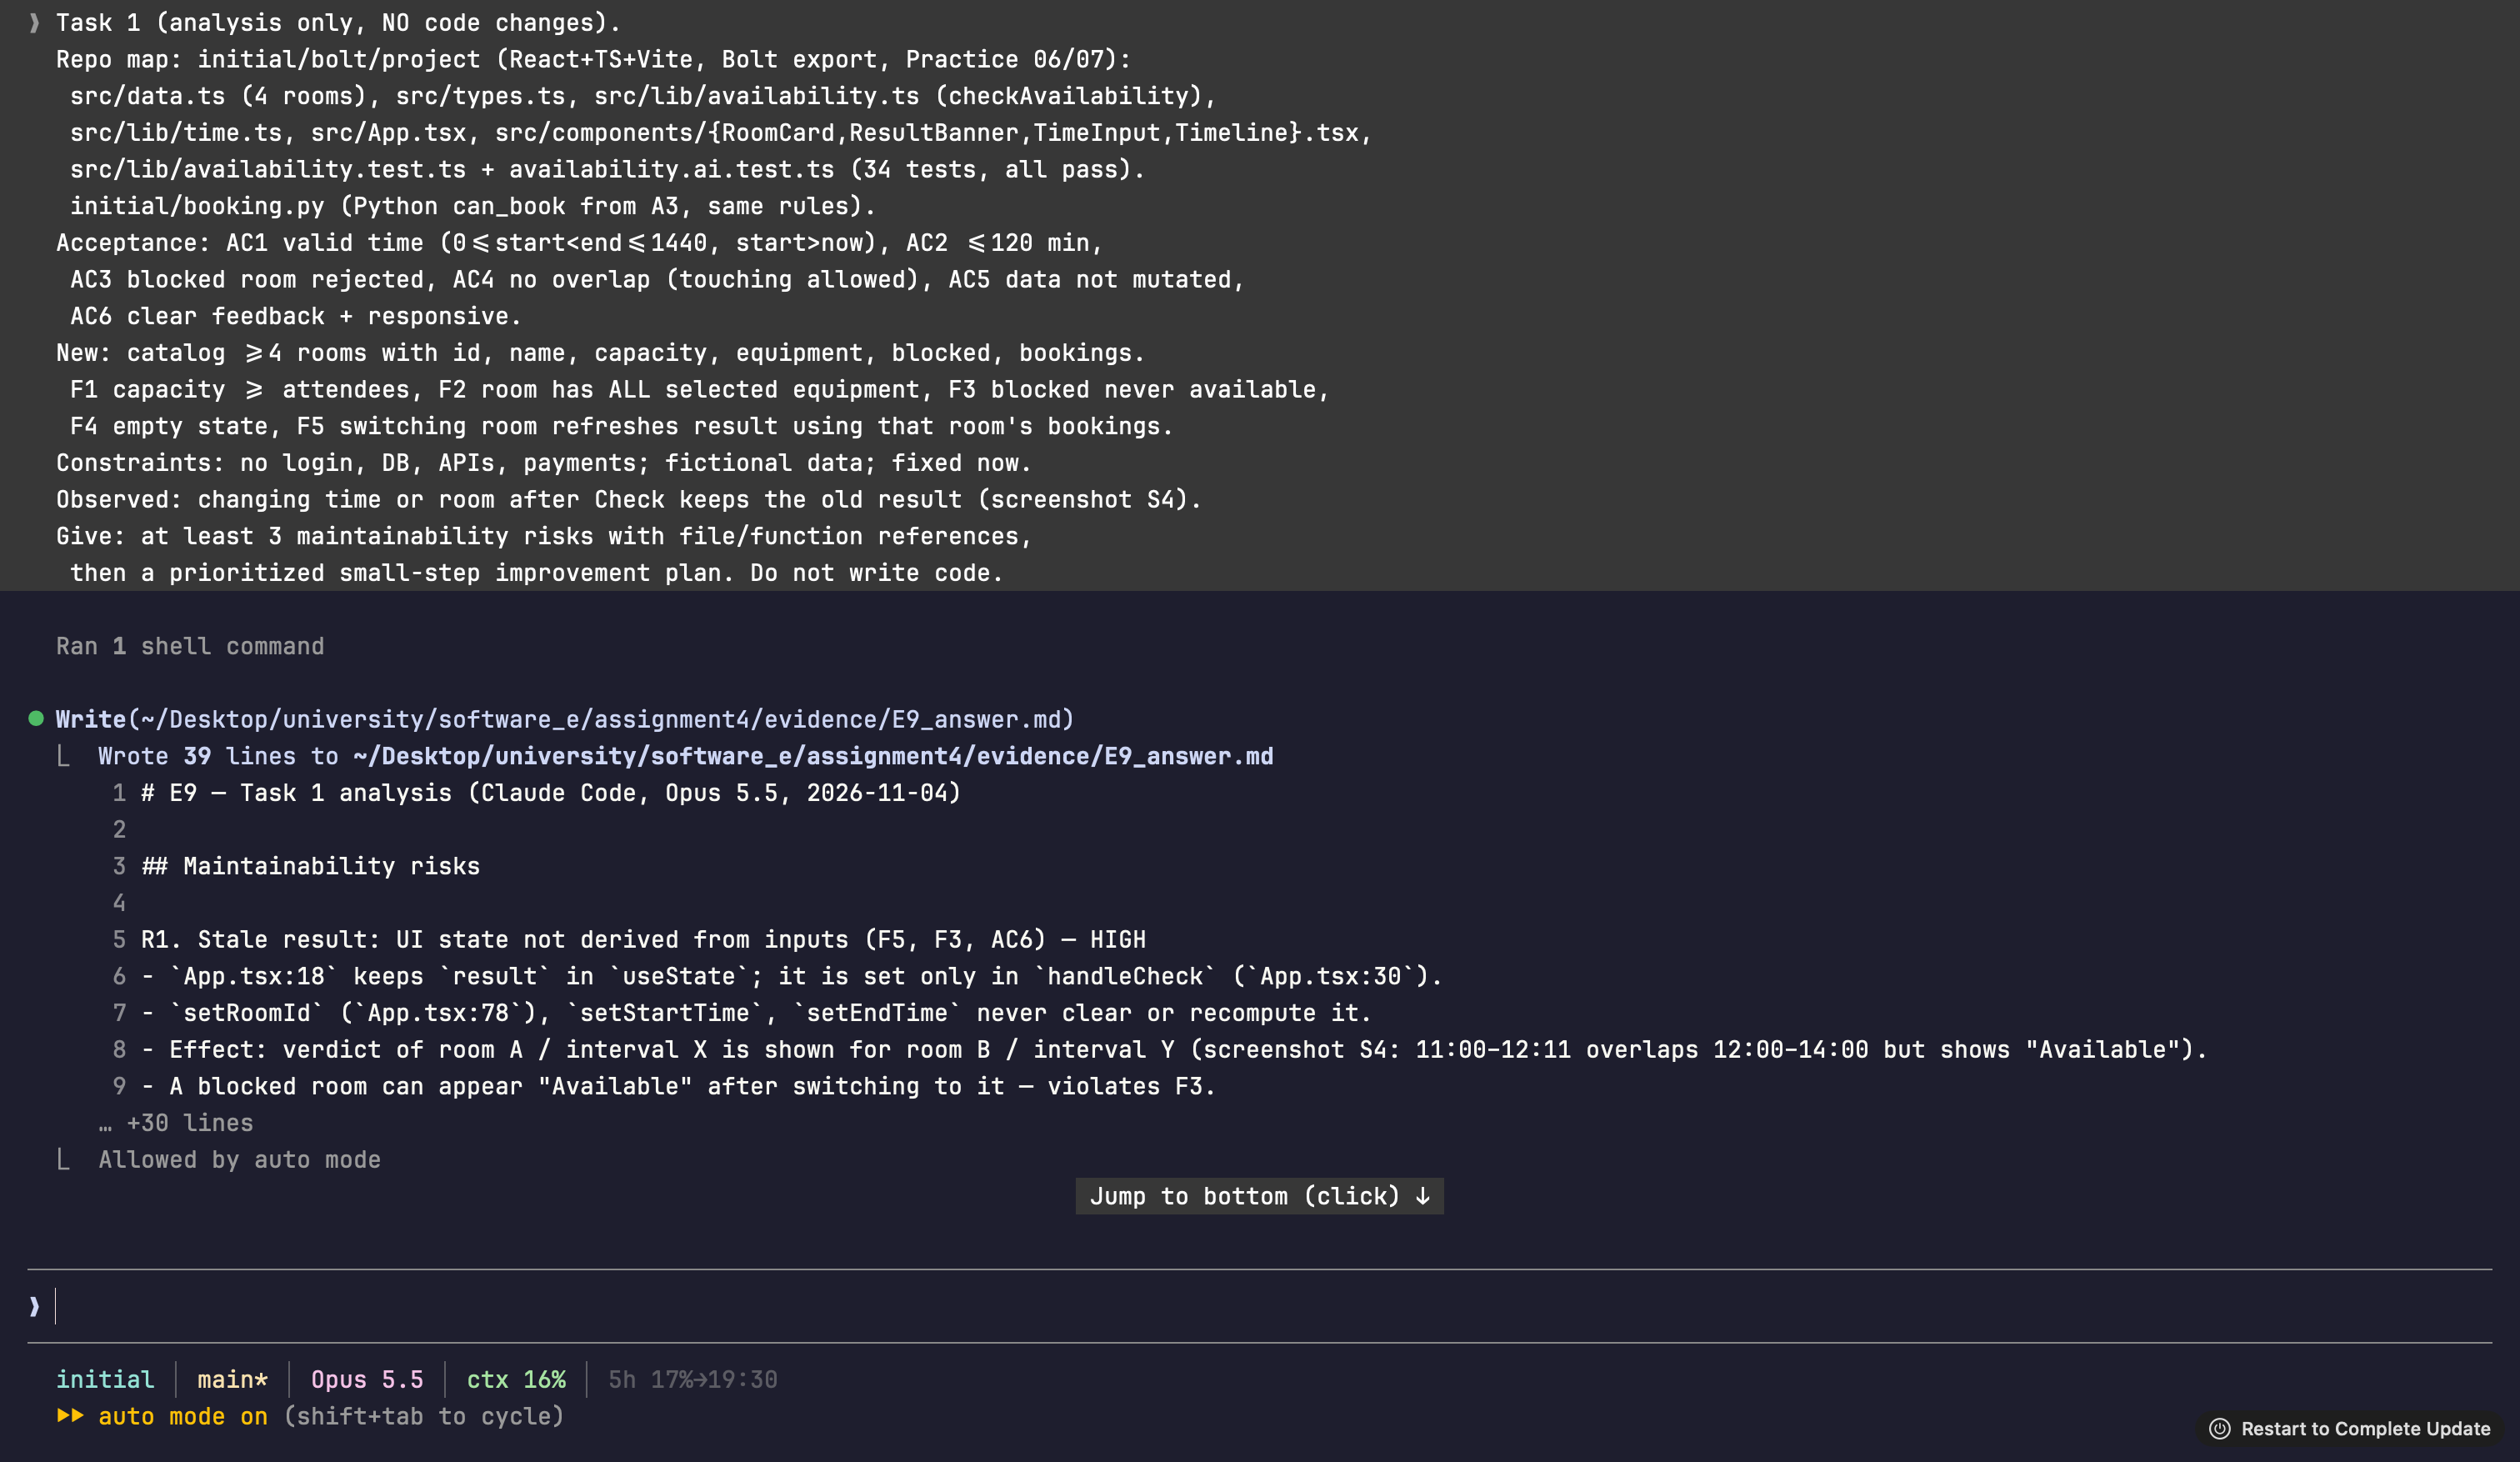 ❯ Task 1 (analysis only, NO code changes).
Repo map: initial/bolt/project (React+TS+Vite, Bolt export, Practice 06/07):
src/data.ts (4 rooms), src/types.ts, src/lib/availability.ts (checkAvailability),
src/lib/time.ts, src/App.tsx, src/components/{RoomCard,ResultBanner,TimeInput,Timeline}.tsx,
src/lib/availability.test.ts + availability.ai.test.ts (34 tests, all pass).
initial/booking.py (Python can_book from A3, same rules).
Acceptance: AC1 valid time (0⩽start<end⩽1440, start>now), AC2 ⩽120 min,
AC3 blocked room rejected, AC4 no overlap (touching allowed), AC5 data not mutated,
AC6 clear feedback + responsive.
New: catalog ⩾4 rooms with id, name, capacity, equipment, blocked, bookings.
F1 capacity ⩾ attendees, F2 room has ALL selected equipment, F3 blocked never available,
F4 empty state, F5 switching room refreshes result using that room's bookings.
Constraints: no login, DB, APIs, payments; fictional data; fixed now.
Observed: changing time or room after Check keeps the old result (screenshot S4).
Give: at least 3 maintainability risks with file/function references,
then a prioritized small-step improvement plan. Do not write code.
Ran 1 shell command
● Write(~/Desktop/university/software_e/assignment4/evidence/E9_answer.md)
⎣ Wrote 39 lines to ~/Desktop/university/software_e/assignment4/evidence/E9_answer.md
1 # E9 — Task 1 analysis (Claude Code, Opus 5.5, 2026-11-04)
2
3 ## Maintainability risks
4
5 R1. Stale result: UI state not derived from inputs (F5, F3, AC6) — HIGH
6 - `App.tsx:18` keeps `result` in `useState`; it is set only in `handleCheck` (`App.tsx:30`).
7 - `setRoomId` (`App.tsx:78`), `setStartTime`, `setEndTime` never clear or recompute it.
8 - Effect: verdict of room A / interval X is shown for room B / interval Y (screenshot S4: 11:00–12:11 overlaps 12:00–14:00 but shows "Available").
9 - A blocked room can appear "Available" after switching to it — violates F3.
… +30 lines
⎣ Allowed by auto mode
Jump to bottom (click) ↓
❯
initial │ main* │ Opus 5.5 │ ctx 16% │ 5h 17%→19:30
⏵⏵ auto mode on (shift+tab to cycle)
Restart to Complete Update